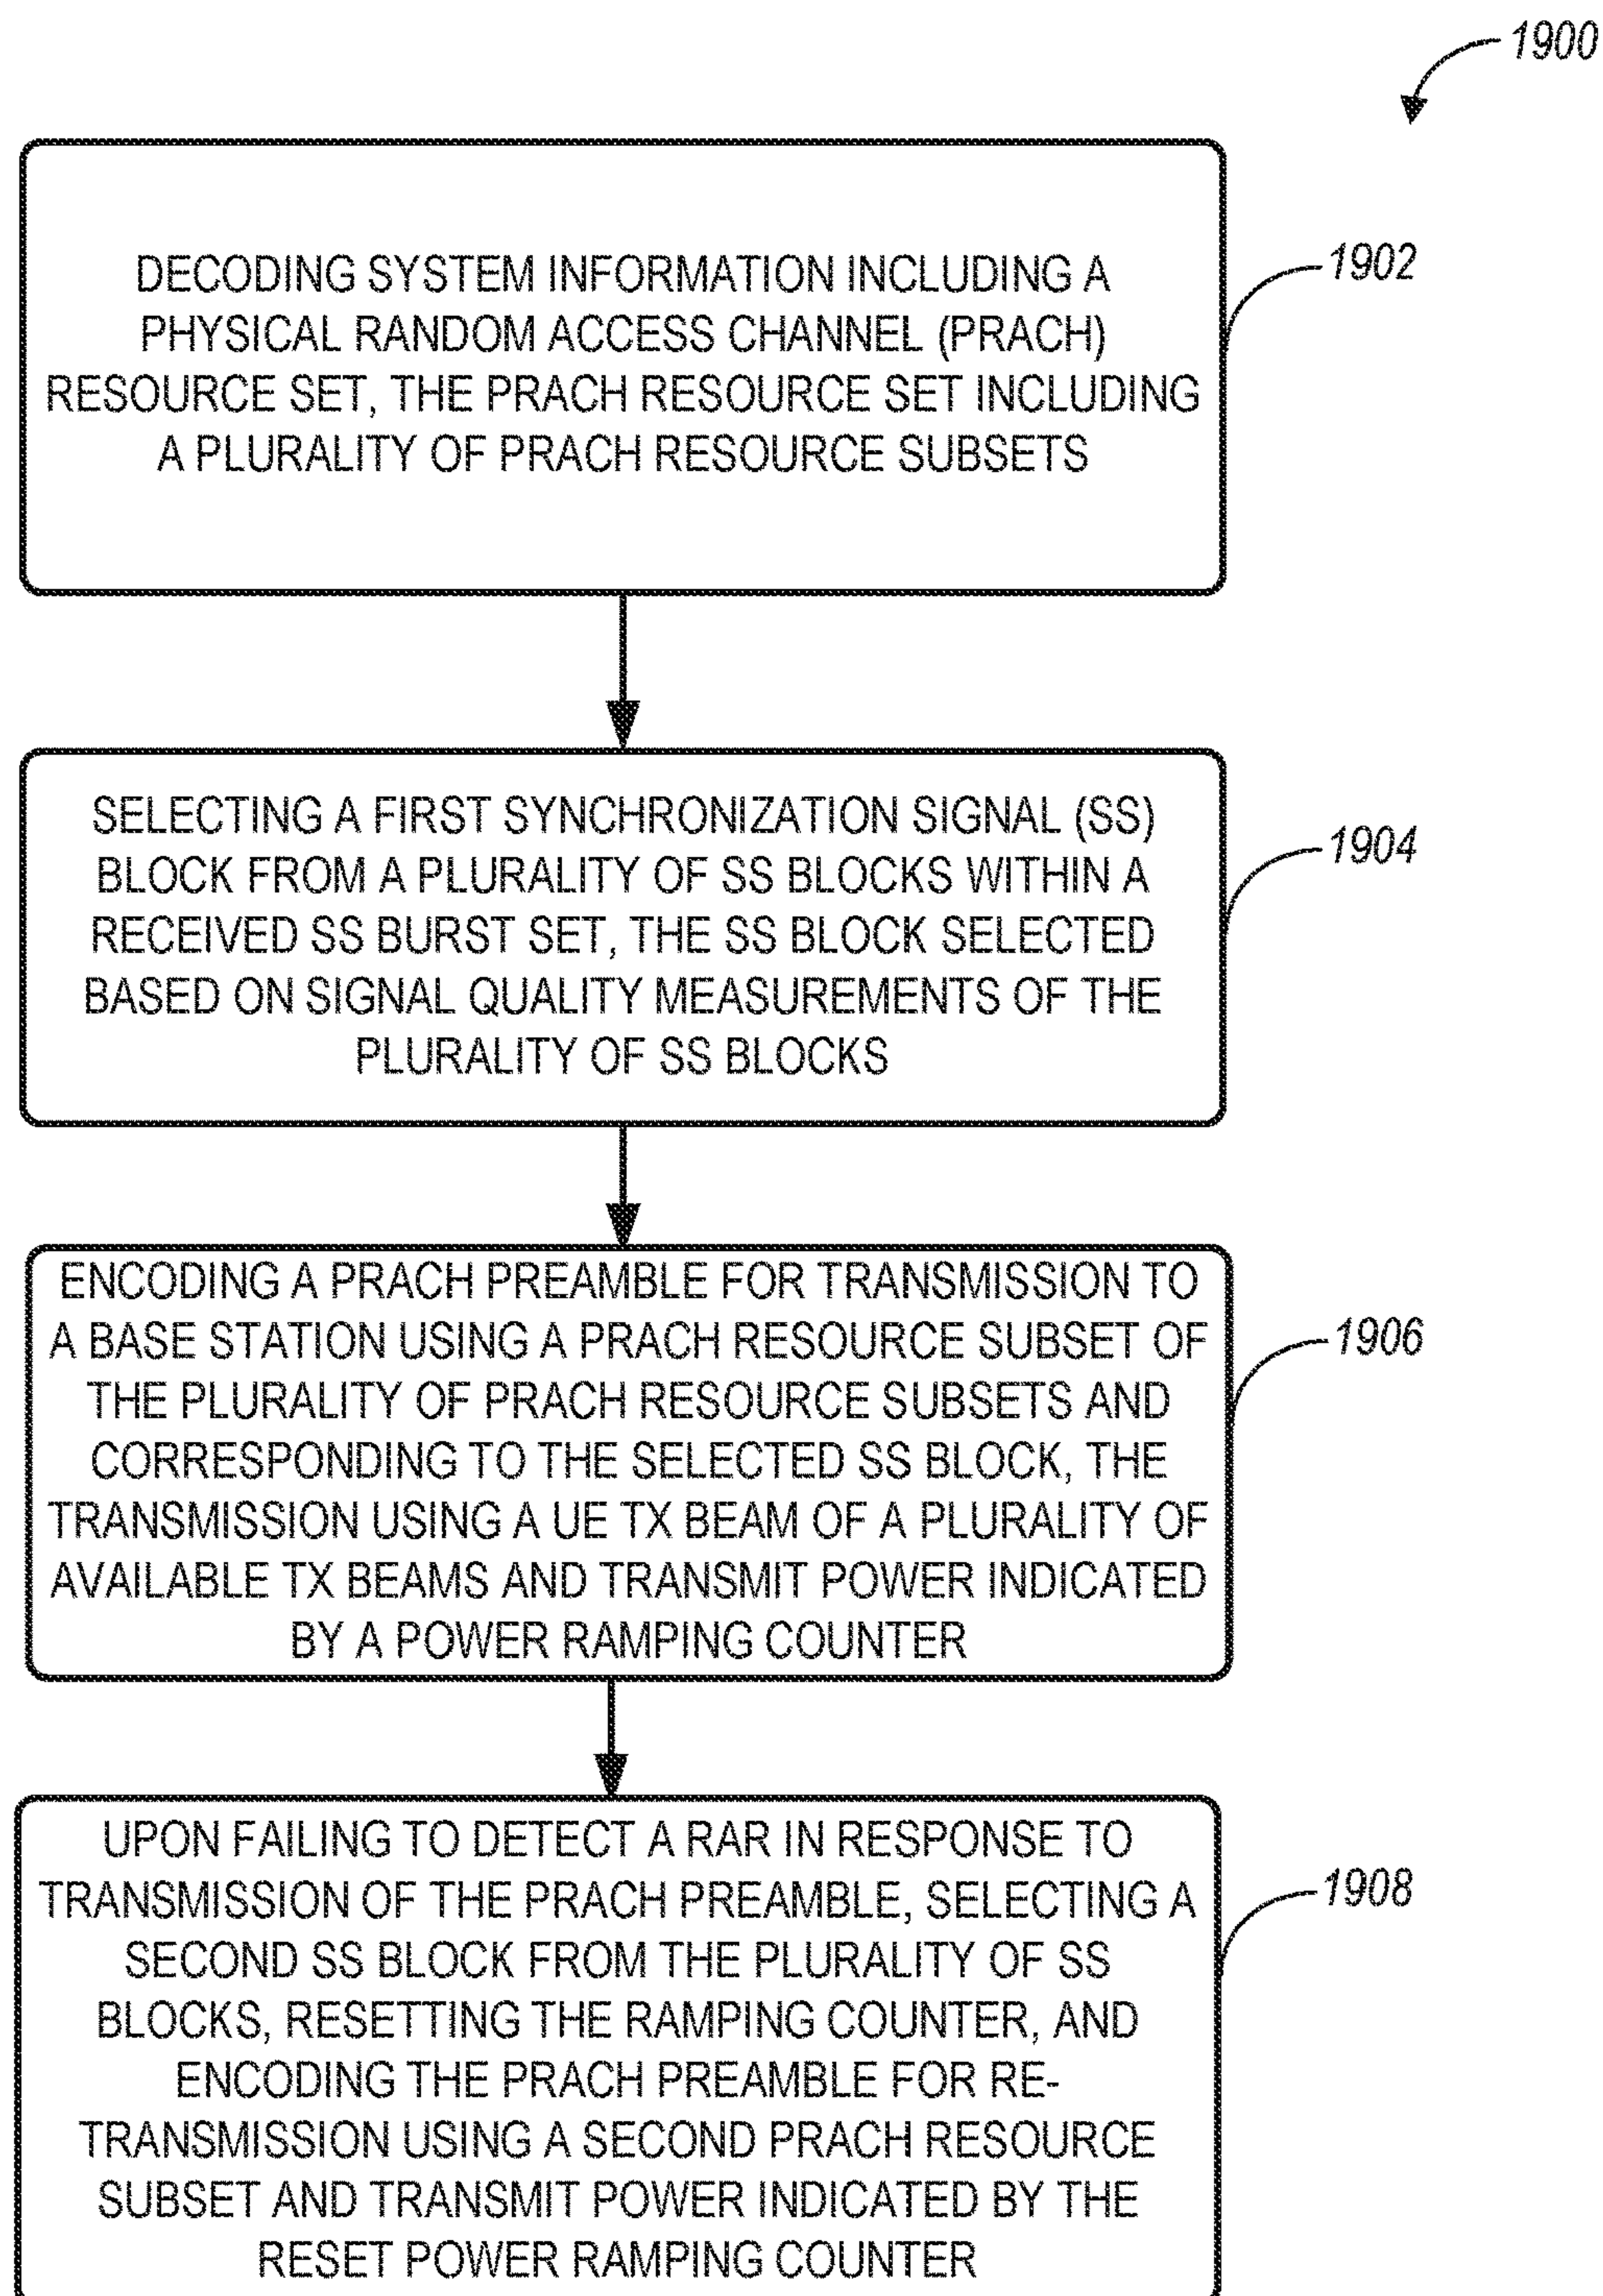 1900
DECODING SYSTEM INFORMATION INCLUDING A
PHYSICAL RANDOM ACCESS CHANNEL (PRACH)
RESOURCE SET, THE PRACH RESOURCE SET INCLUDING
A PLURALITY OF PRACH RESOURCE SUBSETS
1902
SELECTING A FIRST SYNCHRONIZATION SIGNAL (SS)
BLOCK FROM A PLURALITY OF SS BLOCKS WITHIN A
RECEIVED SS BURST SET, THE SS BLOCK SELECTED
BASED ON SIGNAL QUALITY MEASUREMENTS OF THE
PLURALITY OF SS BLOCKS
1904
ENCODING A PRACH PREAMBLE FOR TRANSMISSION TO
A BASE STATION USING A PRACH RESOURCE SUBSET OF
THE PLURALITY OF PRACH RESOURCE SUBSETS AND
CORRESPONDING TO THE SELECTED SS BLOCK, THE
TRANSMISSION USING A UE TX BEAM OF A PLURALITY OF
AVAILABLE TX BEAMS AND TRANSMIT POWER INDICATED
BY A POWER RAMPING COUNTER
1906
UPON FAILING TO DETECT A RAR IN RESPONSE TO
TRANSMISSION OF THE PRACH PREAMBLE, SELECTING A
SECOND SS BLOCK FROM THE PLURALITY OF SS
BLOCKS, RESETTING THE RAMPING COUNTER, AND
ENCODING THE PRACH PREAMBLE FOR RE-
TRANSMISSION USING A SECOND PRACH RESOURCE
SUBSET AND TRANSMIT POWER INDICATED BY THE
RESET POWER RAMPING COUNTER
1908